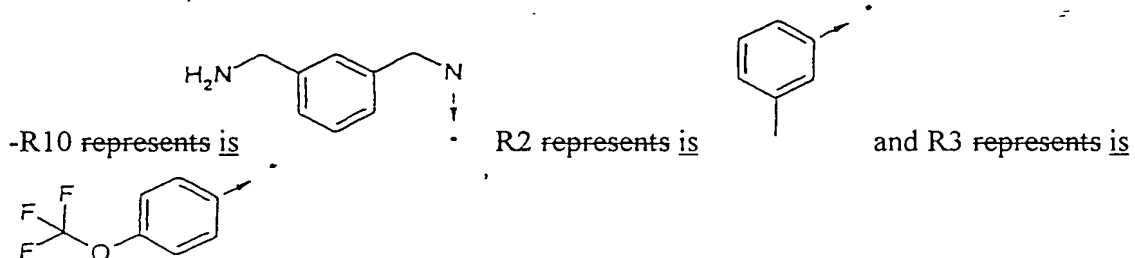 H₂N N
-R10 ~~represents~~ is R2 ~~represents~~ is and R3 ~~represents~~ is
F F
F O